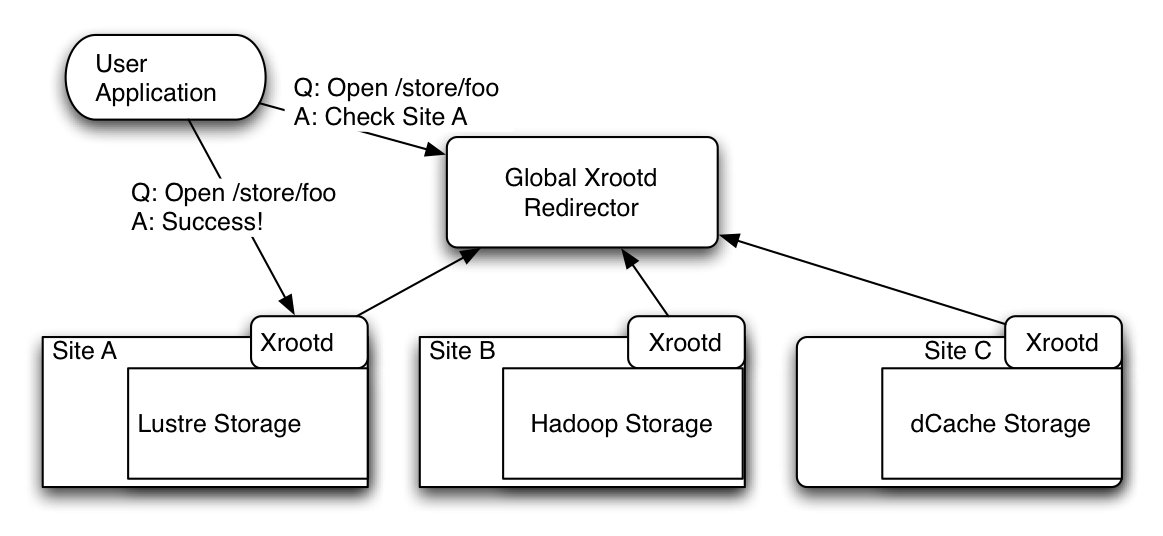 User
Application
Q: Open /store/foo
A: Check Site A
Global Xrootd
Redirector
Q: Open /store/foo
A: Success!
Site A
Xrootd
Lustre Storage
Site B
Xrootd
Hadoop Storage
Site C
Xrootd
dCache Storage